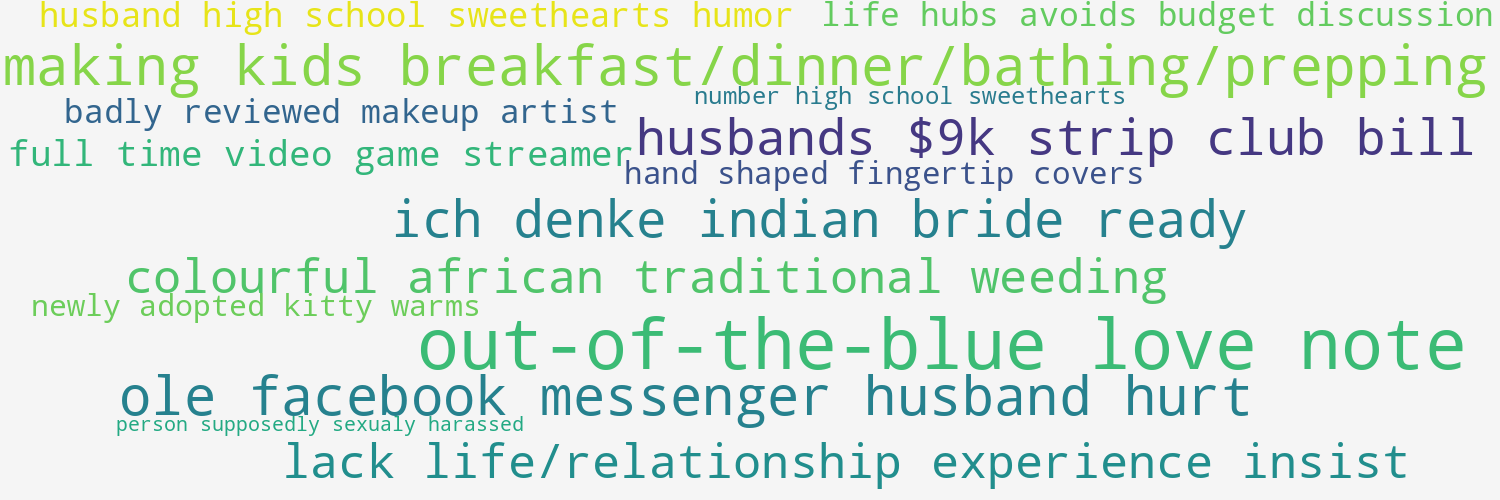 husband high school sweethearts humor
life hubs avoids budget discussion
making kids breakfast/dinner/bathing/prepping
number high school sweethearts
badly reviewed makeup artist
husbands $9k strip club bill
full time video game streamer
hand shaped fingertip covers
ich denke indian bride ready
colourful african traditional weeding
newly adopted kitty warms
out-of-the-blue love note
ole facebook messenger husband hurt
person supposedly sexualy harassed
lack life/relationship experience insist